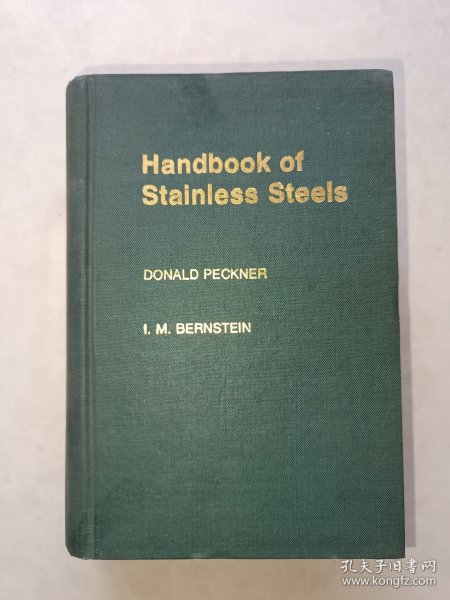 Handbook of
Stainless Steels
DONALD PECKNER
I. M. BERNSTEIN
孔夫子旧书网
www.kongfz.com